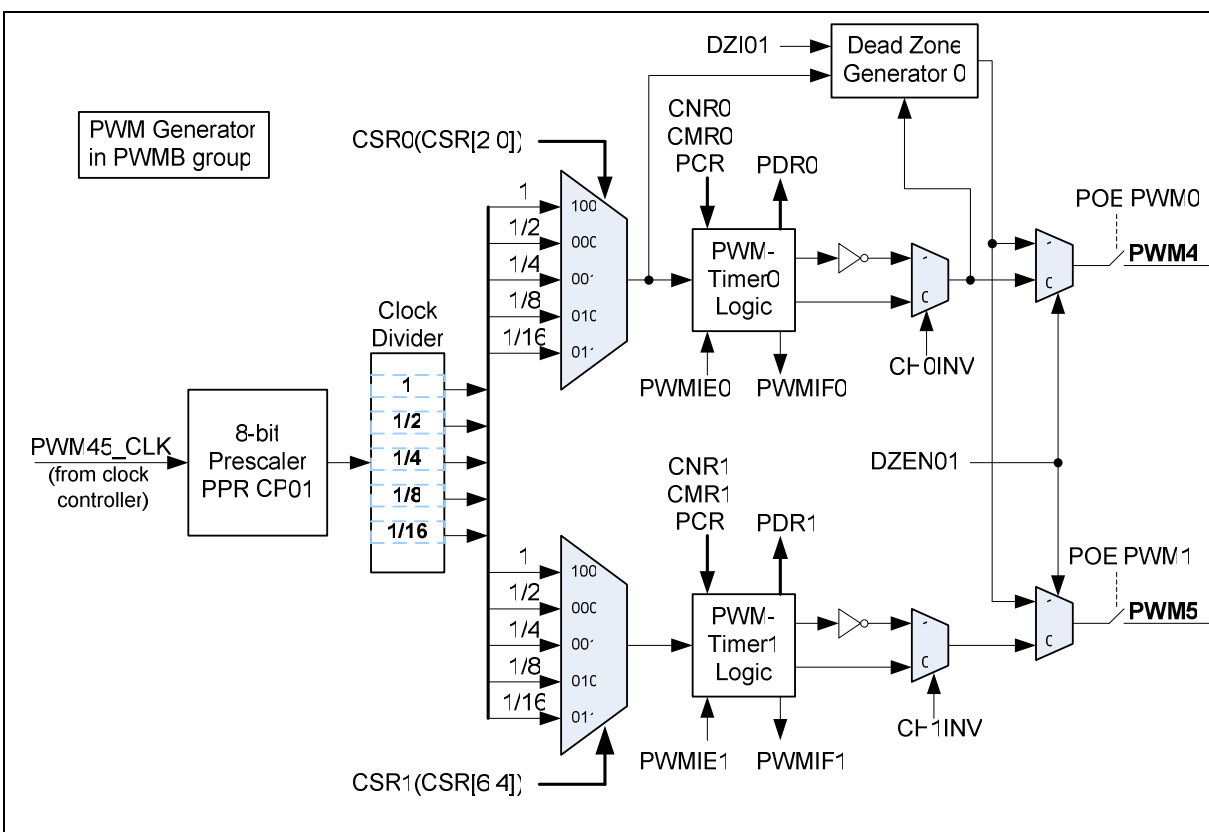 DZI01
Dead Zone
Generator 0
PWM Generator
in PWMB group
CNR0
CMR0
PCR
CSR0(CSR[2 0])
PDR0
1
1/2
1/4
1/8
1/16
100
000
001
010
011
PWM-
Timer0
Logic
PWMIE0
PWMIF0
CH0INV
POE PWM0
PWM4
Clock
Divider
1
1/2
1/4
1/8
1/16
PWM45_CLK
(from clock
controller)
8-bit
Prescaler
PPR CP01
DZEN01
CNR1
CMR1
PCR
PDR1
1
1/2
1/4
1/8
1/16
100
000
001
010
011
PWM-
Timer1
Logic
PWMIE1
PWMIF1
CH1INV
POE PWM1
PWM5
CSR1(CSR[6 4])